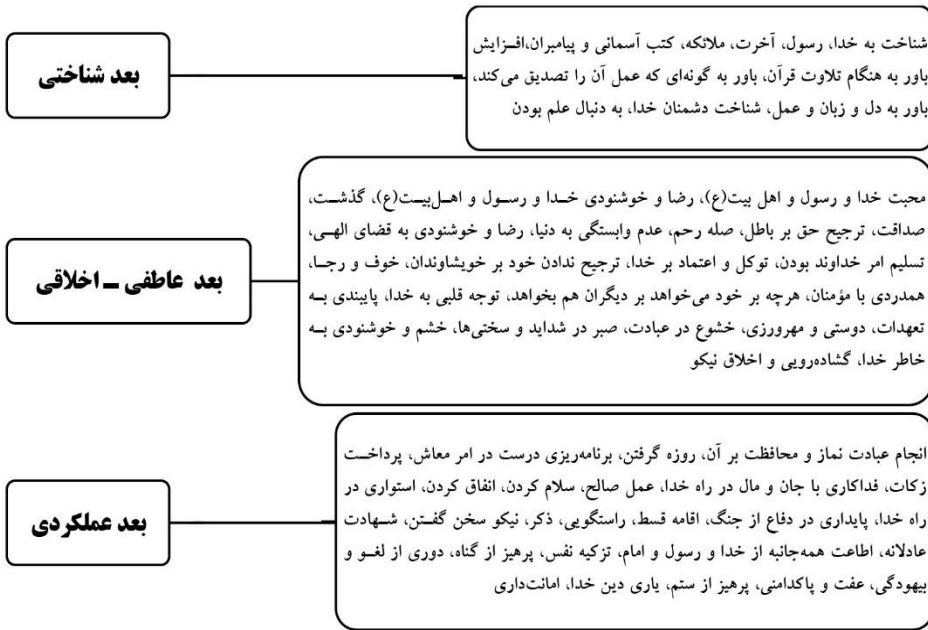 بعد شناختی
شناخت به خدا، رسول، آخرت، ملائکه، کتب آسمانی و پیامبران،افـزایش
باور به هنگام تلاوت قرآن، باور به گونه‌ای که عمل آن را تصدیق می‌کند،
باور به دل و زبان و عمل، شناخت دشمنان خدا، به دنبال علم بودن
بعد عاطفی ــ اخلاقی
محبت خدا و رسول و اهل بیت(ع)، رضا و خوشنودی خـدا و رسـول و اهـل‌بیـت(ع)، گذشـت،
صداقت، ترجیح حق بر باطل، صله رحم، عدم وابستگی به دنیا، رضا و خوشنودی به قضای الهـی،
تسلیم امر خداوند بودن، توکل و اعتماد بر خدا، ترجیح ندادن خود بر خویشاوندان، خوف و رجـا،
همدردی با مؤمنان، هرچه بر خود می‌خواهد بر دیگران هم بخواهد، توجه قلبی به خدا، پایبندی بـه
تعهدات، دوستی و مهرورزی، خشوع در عبادت، صبر در شداید و سختی‌ها، خشم و خوشنودی بـه
خاطر خدا، گشاده‌رویی و اخلاق نیکو
بعد عملکردی
انجام عبادت نماز و محافظت بر آن، روزه گرفتن، برنامه‌ریزی درست در امر معاش، پرداخـت
زکات، فداکاری با جان و مال در راه خدا، عمل صالح، سلام کردن، انفاق کردن، استواری در
راه خدا، پایداری در دفاع از جنگ، اقامه قسط، راستگویی، ذکر، نیکو سخن گفـتن، شـهادت
عادلانه، اطاعت همه‌جانبه از خدا و رسول و امام، تزکیه نفس، پرهیز از گناه، دوری از لغـو و
بیهودگی، عفت و پاکدامنی، پرهیز از ستم، یاری دین خدا، امانت‌داری